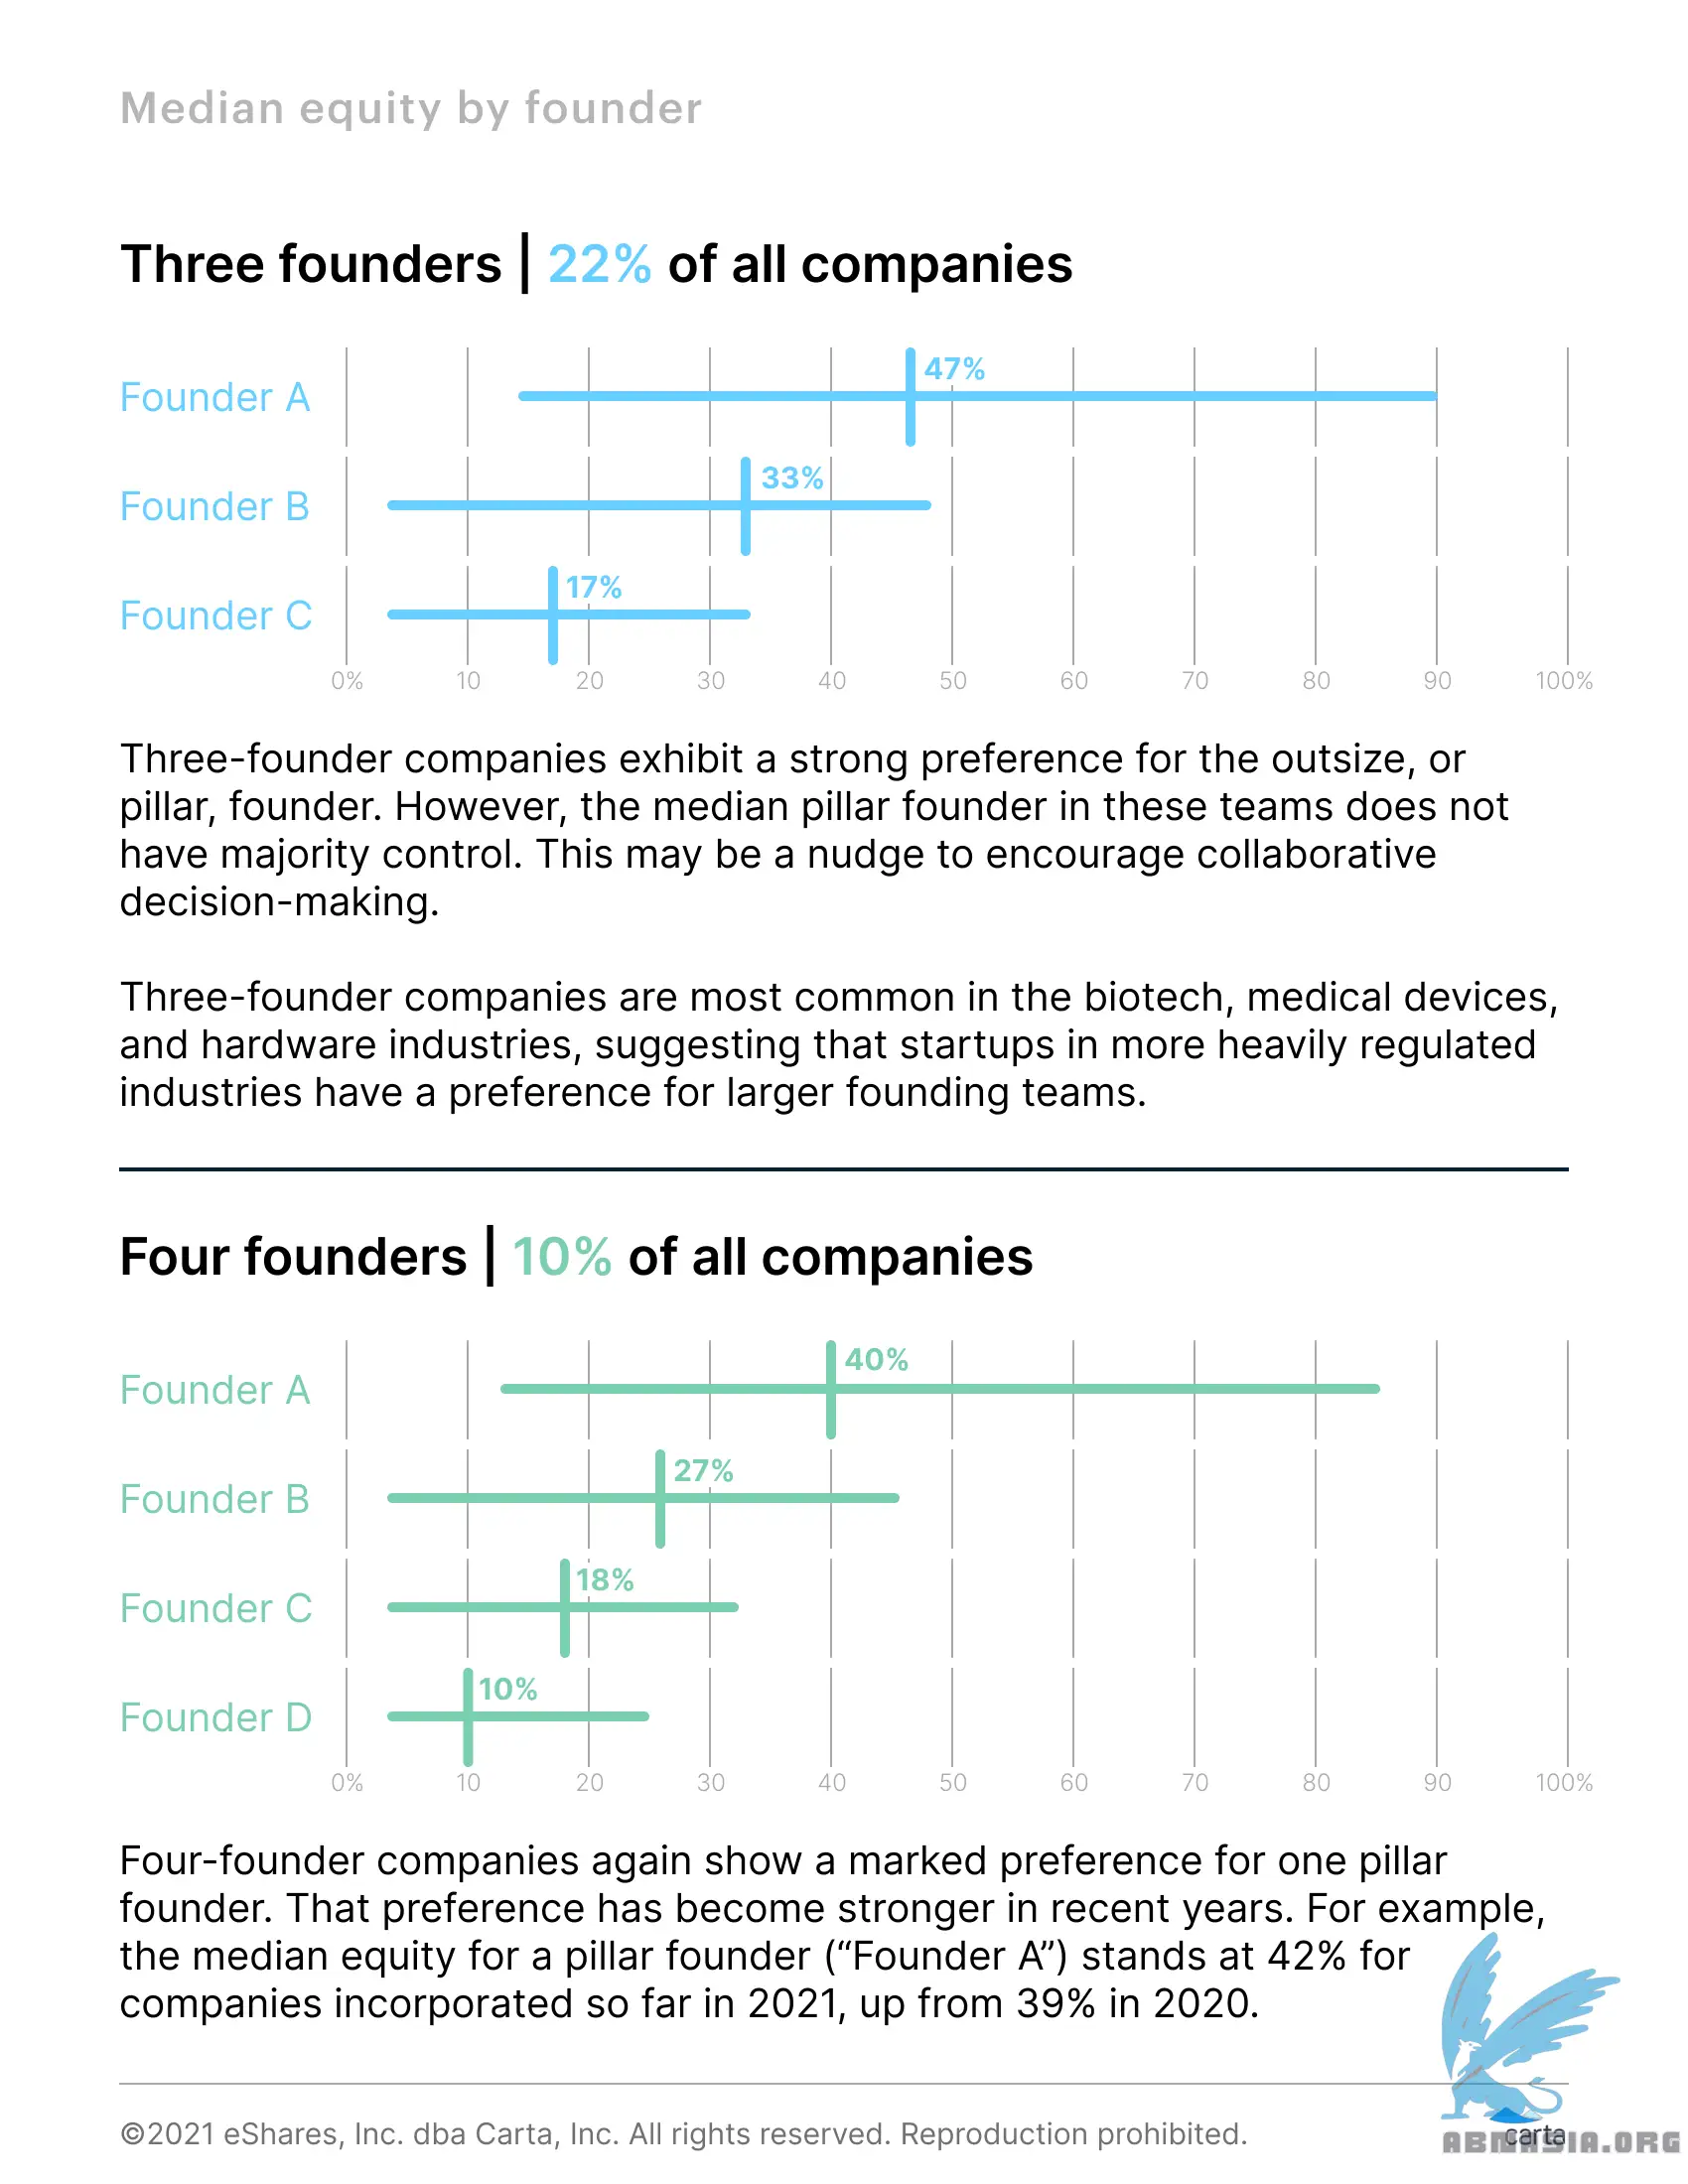 Median equity by founder
Three founders | 22% of all companies
Founder A
47%
Founder B
33%
Founder C
17%
0% 10 20 30 40 50 60 70 80 90 100%
Three-founder companies exhibit a strong preference for the outsize, or
pillar, founder. However, the median pillar founder in these teams does not
have majority control. This may be a nudge to encourage collaborative
decision-making.
Three-founder companies are most common in the biotech, medical devices,
and hardware industries, suggesting that startups in more heavily regulated
industries have a preference for larger founding teams.
Four founders | 10% of all companies
Founder A
40%
Founder B
27%
Founder C
18%
Founder D
10%
0% 10 20 30 40 50 60 70 80 90 100%
Four-founder companies again show a marked preference for one pillar
founder. That preference has become stronger in recent years. For example,
the median equity for a pillar founder (“Founder A”) stands at 42% for
companies incorporated so far in 2021, up from 39% in 2020.
©2021 eShares, Inc. dba Carta, Inc. All rights reserved. Reproduction prohibited.
carta
ABMASIA.ORG